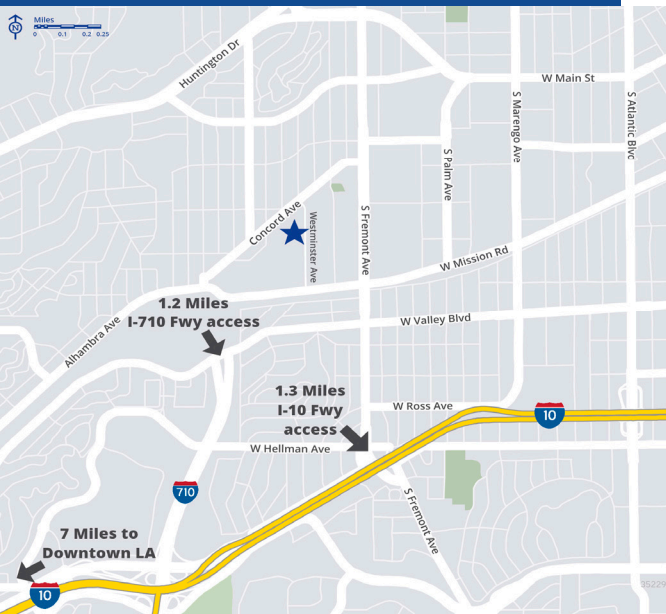 Miles
N
0 0.1 0.2 0.25
Huntington Dr
W Main St
S Marengo Ave
S Atlantic Blvc
S Palm Ave
Concord Ave
Westminster Ave
S Fremont Ave
W Mission Rd
1.2 Miles
I-710 Fwy access
Alhambra Ave
W Valley Blvd
1.3 Miles
I-10 Fwy
access
W Ross Ave
10
W Hellman Ave
710
S Fremont Ave
7 Miles to
Downtown LA
10
35229